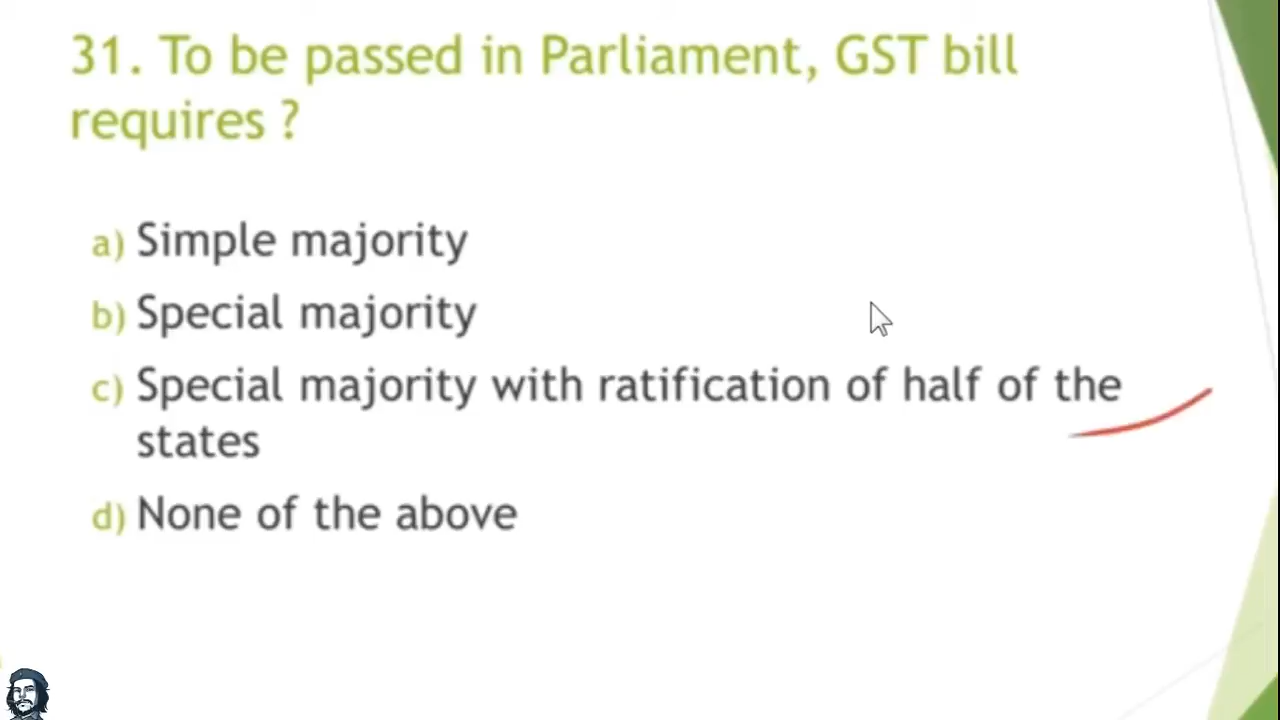 31. To be passed in Parliament, GST bill
requires ?
a) Simple majority
b) Special majority
c) Special majority with ratification of half of the
states
d) None of the above